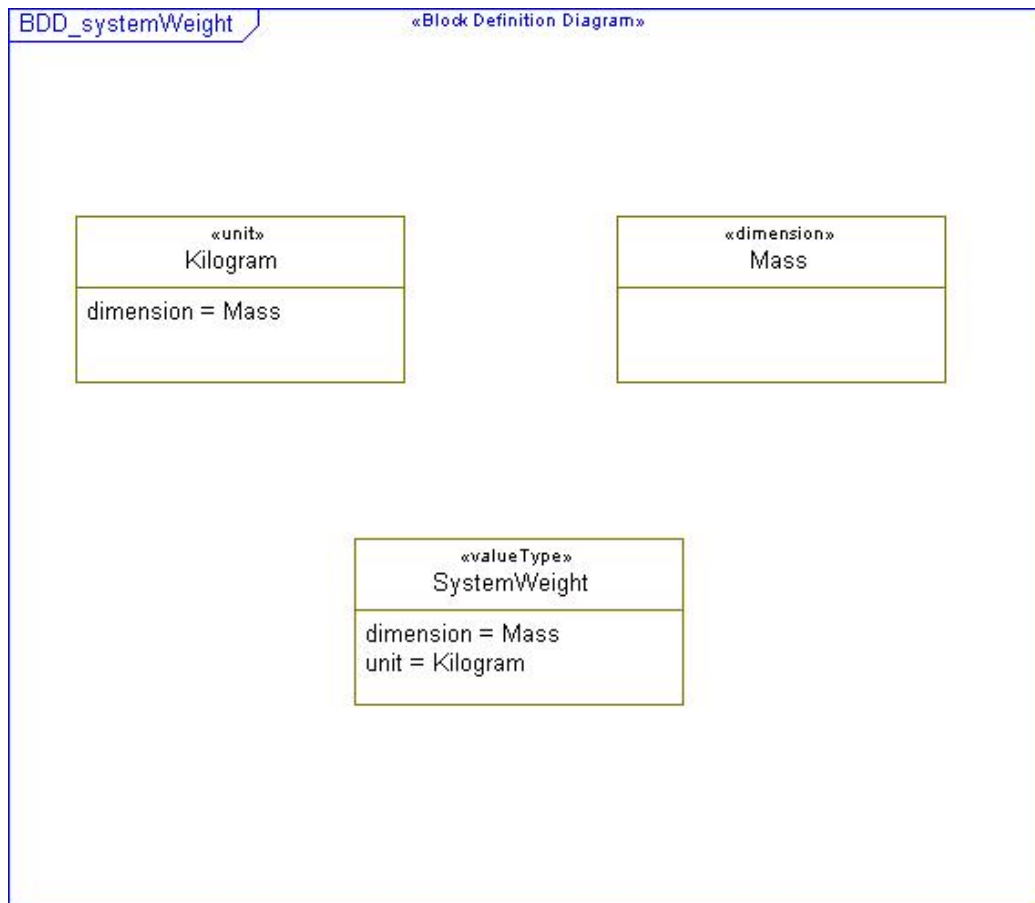 BDD_systemWeight
«Block Definition Diagram»
«unit»
Kilogram
dimension = Mass
«dimension»
Mass
«valueType»
SystemWeight
dimension = Mass
unit = Kilogram